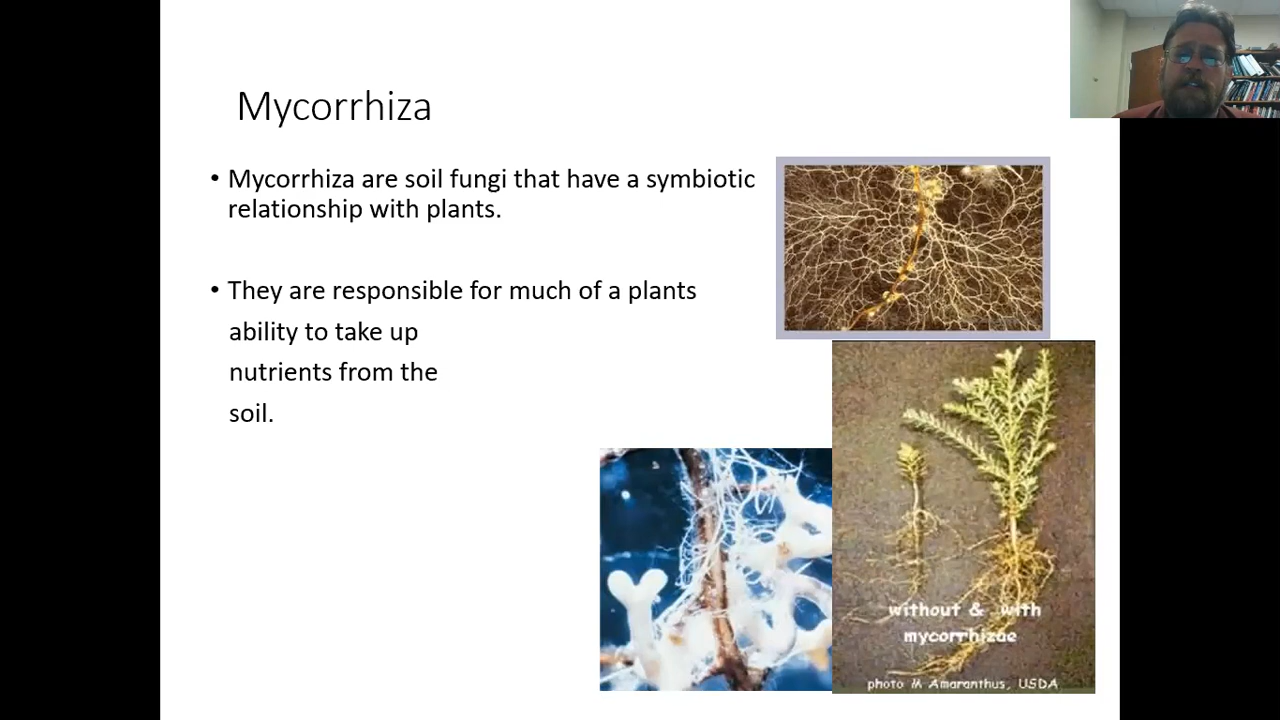 Mycorrhiza
• Mycorrhiza are soil fungi that have a symbiotic
relationship with plants.
• They are responsible for much of a plants
ability to take up
nutrients from the
soil.
without & with
mycorrhizae
photo M Amaranthus, USDA